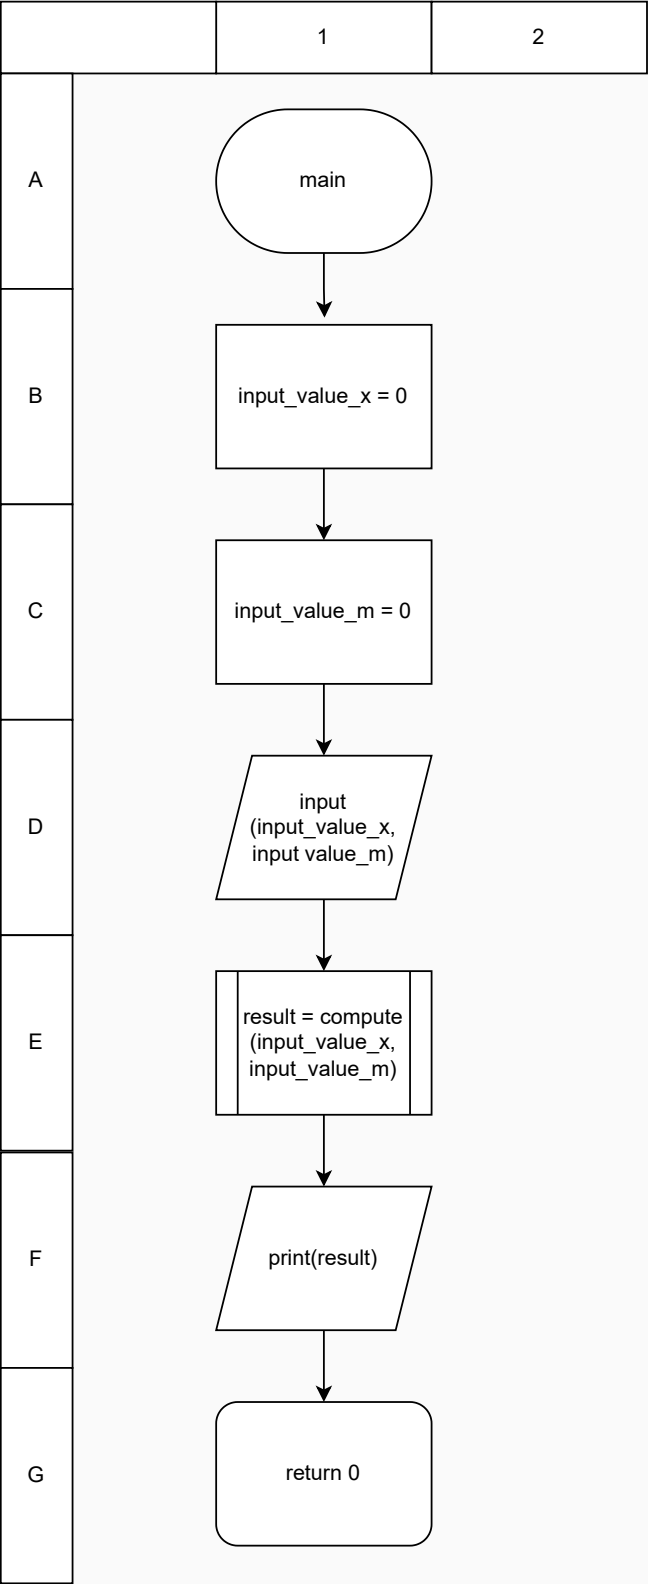 1
2
A
main
B
input_value_x = 0
C
input_value_m = 0
D
input
(input_value_x,
input value_m)
E
result = compute
(input_value_x,
input_value_m)
F
print(result)
G
return 0